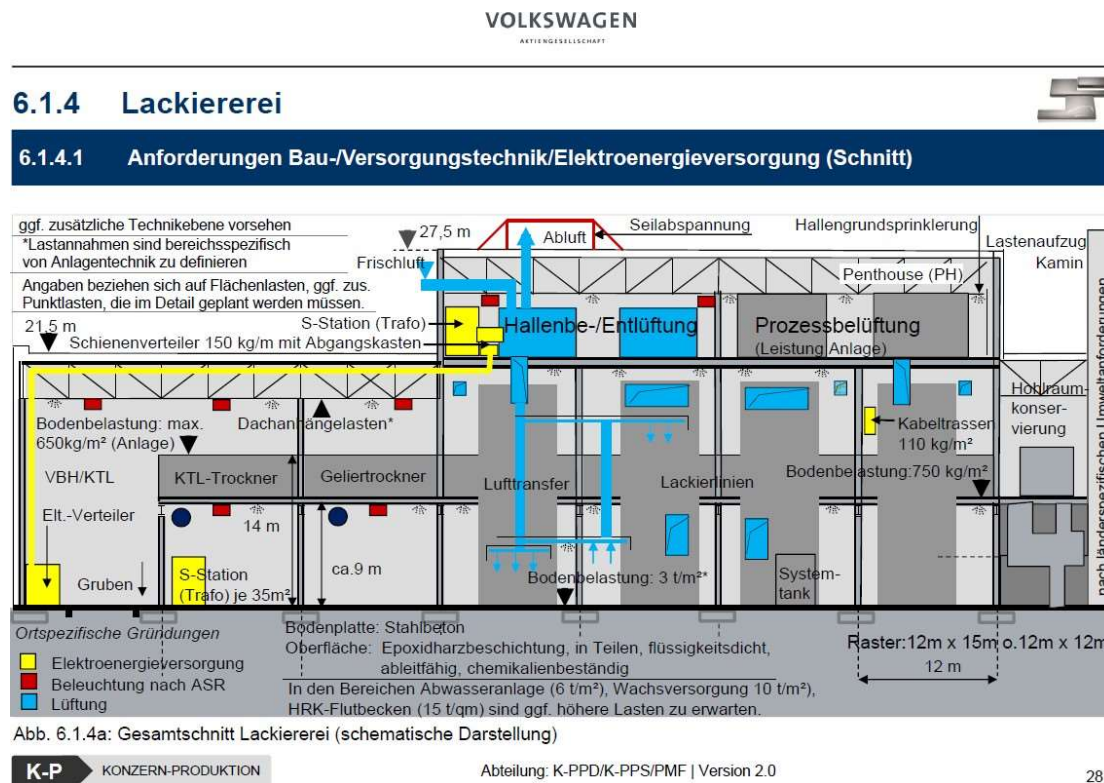 VOLKSWAGEN
AKTIENGESELLSCHAFT
6.1.4 Lackiererei
6.1.4.1 Anforderungen Bau-/Versorgungstechnik/Elektroenergieversorgung (Schnitt)
ggf. zusätzliche Technikebene vorsehen
*Lastannahmen sind bereichsspezifisch
von Anlagentechnik zu definieren
Angaben beziehen sich auf Flächenlasten, ggf. zus.
Punktlasten, die im Detail geplant werden müssen.
27,5 m
Frischluft
Abluft
Seilabspannung
Hallengrundsprinklerung
Lastenaufzug
Kamin
Penthouse (PH)
21,5 m
S-Station (Trafo)
Schienenverteiler 150 kg/m mit Abgangskasten
Hallenbe-/Entlüftung
Prozessbelüftung
(Leistung Anlage)
Bodenbelastung: max.
650kg/m² (Anlage)
Dachanhängelasten*
Kabeltrassen
110 kg/m²
Hohlraum-
konser-
vierung
nach länderspezifischen Umweltanforderungen
VBH/KTL
KTL-Trockner
Geliertrockner
Lufttransfer
Lackierlinien
Bodenbelastung:750 kg/m²
Elt.-Verteiler
14 m
Gruben
S-Station
(Trafo) je 35m²
ca.9 m
Bodenbelastung: 3 t/m²*
System-
tank
Ortspezifische Gründungen
Elektroenergieversorgung
Beleuchtung nach ASR
Lüftung
Bodenplatte: Stahlbeton
Oberfläche: Epoxidharzbeschichtung, in Teilen, flüssigkeitsdicht,
ableitfähig, chemikalienbeständig
In den Bereichen Abwasseranlage (6 t/m²), Wachsversorgung 10 t/m²),
HRK-Flutbecken (15 t/qm) sind ggf. höhere Lasten zu erwarten.
Raster:12m x 15m o.12m x 12m
12 m
Abb. 6.1.4a: Gesamtschnitt Lackiererei (schematische Darstellung)
K-P KONZERN-PRODUKTION
Abteilung: K-PPD/K-PPS/PMF | Version 2.0
28